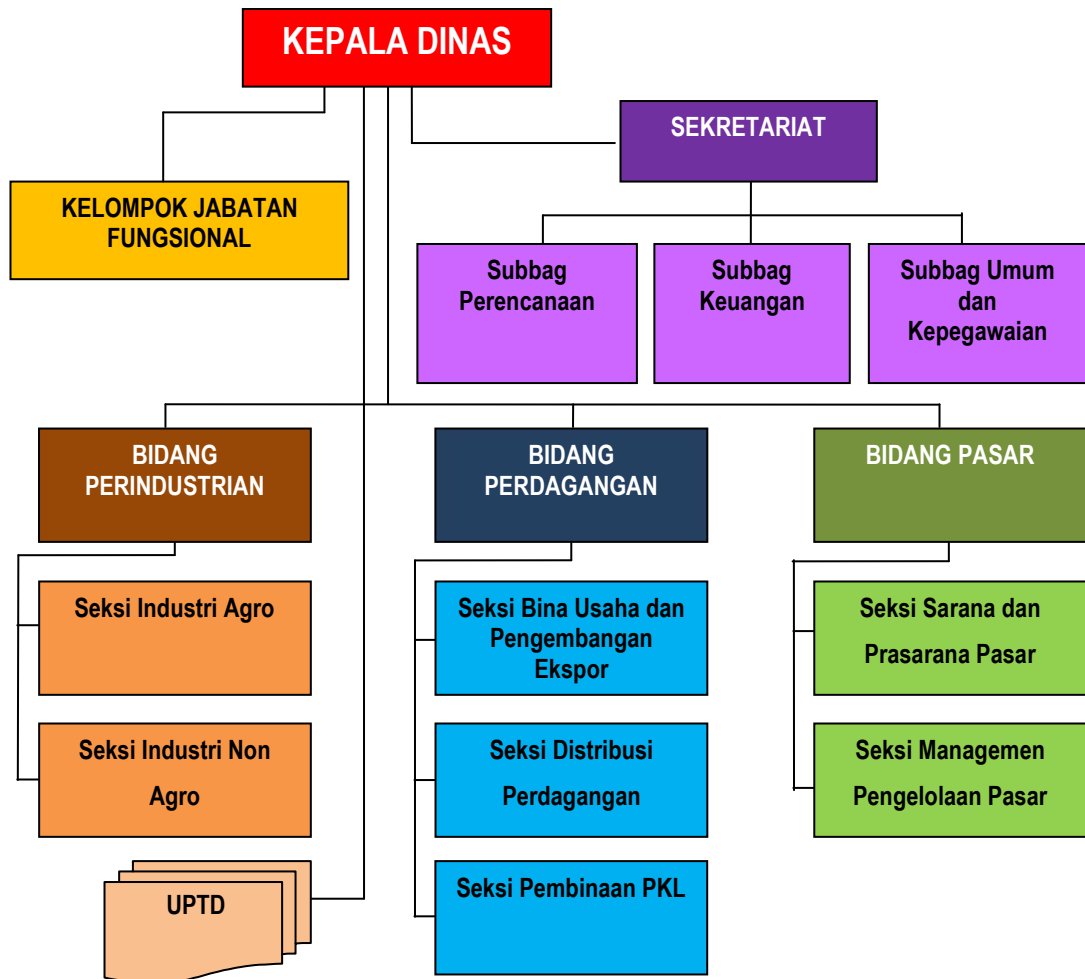 KEPALA DINAS
SEKRETARIAT
KELOMPOK JABATAN
FUNGSIONAL
Subbag
Perencanaan
Subbag
Keuangan
Subbag Umum
dan
Kepegawaian
BIDANG
PERINDUSTRIAN
BIDANG
PERDAGANGAN
BIDANG PASAR
Seksi Industri Agro
Seksi Bina Usaha dan
Pengembangan
Ekspor
Seksi Sarana dan
Prasarana Pasar
Seksi Industri Non
Agro
Seksi Distribusi
Perdagangan
Seksi Managemen
Pengelolaan Pasar
UPTD
Seksi Pembinaan PKL